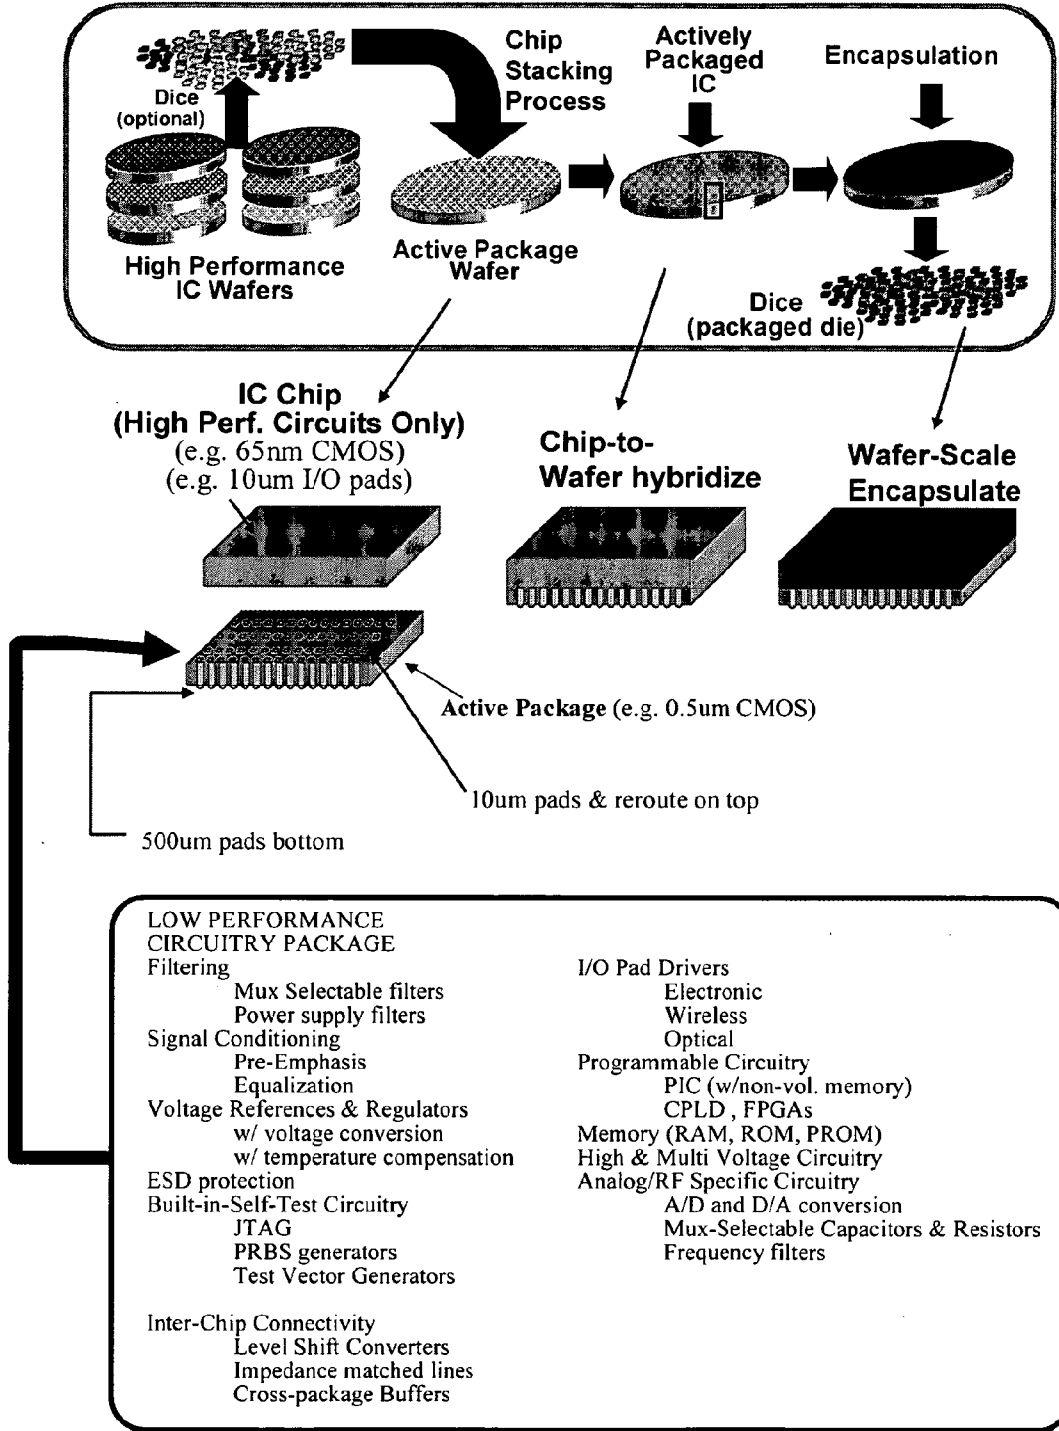 Dice
(optional)
High Performance
IC Wafers
Chip
Stacking
Process
Active Package
Wafer
Actively
Packaged
IC
Encapsulation
Dice
(packaged die)
IC Chip
(High Perf. Circuits Only)
(e.g. 65nm CMOS)
(e.g. 10um I/O pads)
Chip-to-
Wafer hybridize
Wafer-Scale
Encapsulate
Active Package (e.g. 0.5um CMOS)
10um pads & reroute on top
500um pads bottom
LOW PERFORMANCE
CIRCUITRY PACKAGE
Filtering
Mux Selectable filters
Power supply filters
Signal Conditioning
Pre-Emphasis
Equalization
Voltage References & Regulators
w/ voltage conversion
w/ temperature compensation
ESD protection
Built-in-Self-Test Circuitry
JTAG
PRBS generators
Test Vector Generators
Inter-Chip Connectivity
Level Shift Converters
Impedance matched lines
Cross-package Buffers
I/O Pad Drivers
Electronic
Wireless
Optical
Programmable Circuitry
PIC (w/non-vol. memory)
CPLD , FPGAs
Memory (RAM, ROM, PROM)
High & Multi Voltage Circuitry
Analog/RF Specific Circuitry
A/D and D/A conversion
Mux-Selectable Capacitors & Resistors
Frequency filters